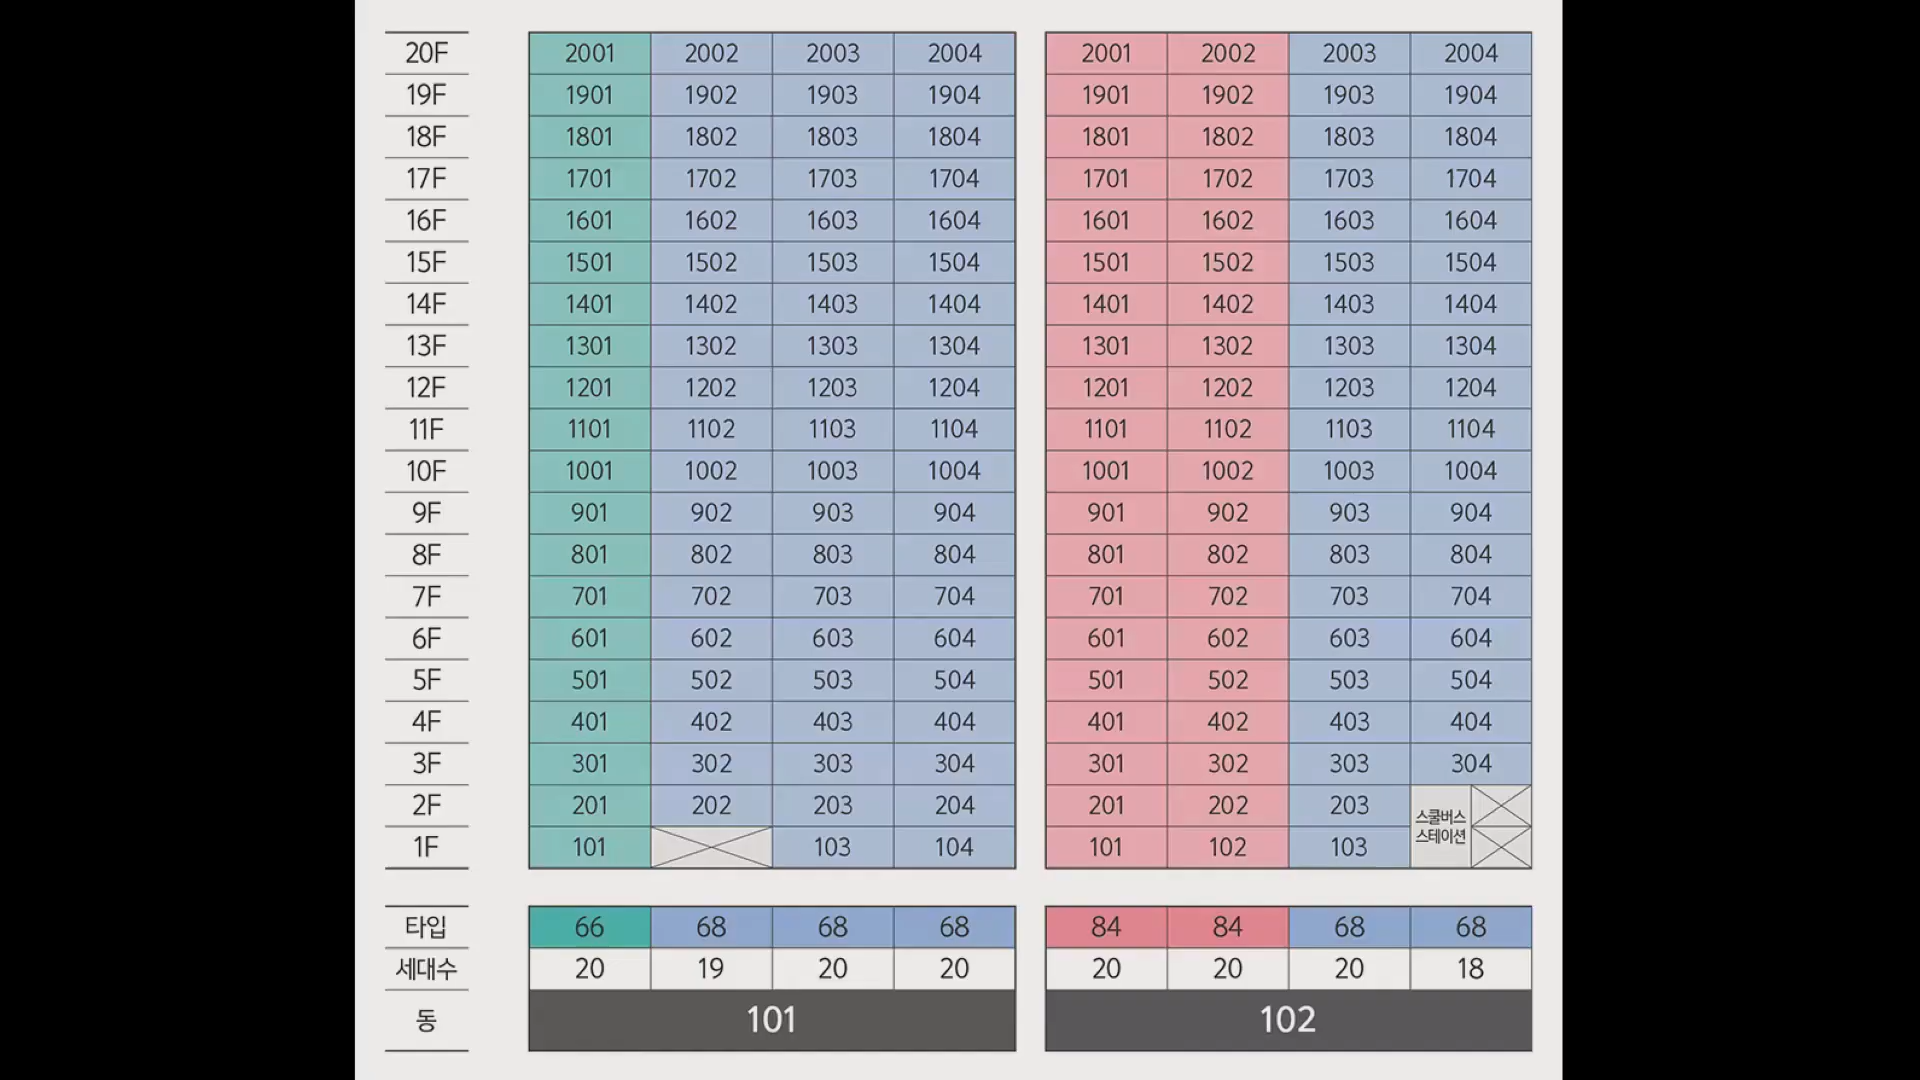 20F 2001 2002 2003 2004 2001 2002 2003 2004
19F 1901 1902 1903 1904 1901 1902 1903 1904
18F 1801 1802 1803 1804 1801 1802 1803 1804
17F 1701 1702 1703 1704 1701 1702 1703 1704
16F 1601 1602 1603 1604 1601 1602 1603 1604
15F 1501 1502 1503 1504 1501 1502 1503 1504
14F 1401 1402 1403 1404 1401 1402 1403 1404
13F 1301 1302 1303 1304 1301 1302 1303 1304
12F 1201 1202 1203 1204 1201 1202 1203 1204
11F 1101 1102 1103 1104 1101 1102 1103 1104
10F 1001 1002 1003 1004 1001 1002 1003 1004
9F 901 902 903 904 901 902 903 904
8F 801 802 803 804 801 802 803 804
7F 701 702 703 704 701 702 703 704
6F 601 602 603 604 601 602 603 604
5F 501 502 503 504 501 502 503 504
4F 401 402 403 404 401 402 403 404
3F 301 302 303 304 301 302 303 304
2F 201 202 203 204 201 202 203 스쿨버스
1F 101 103 104 101 102 103 스테이션
타입 66 68 68 68 84 84 68 68
세대수 20 19 20 20 20 20 20 18
동 101 102